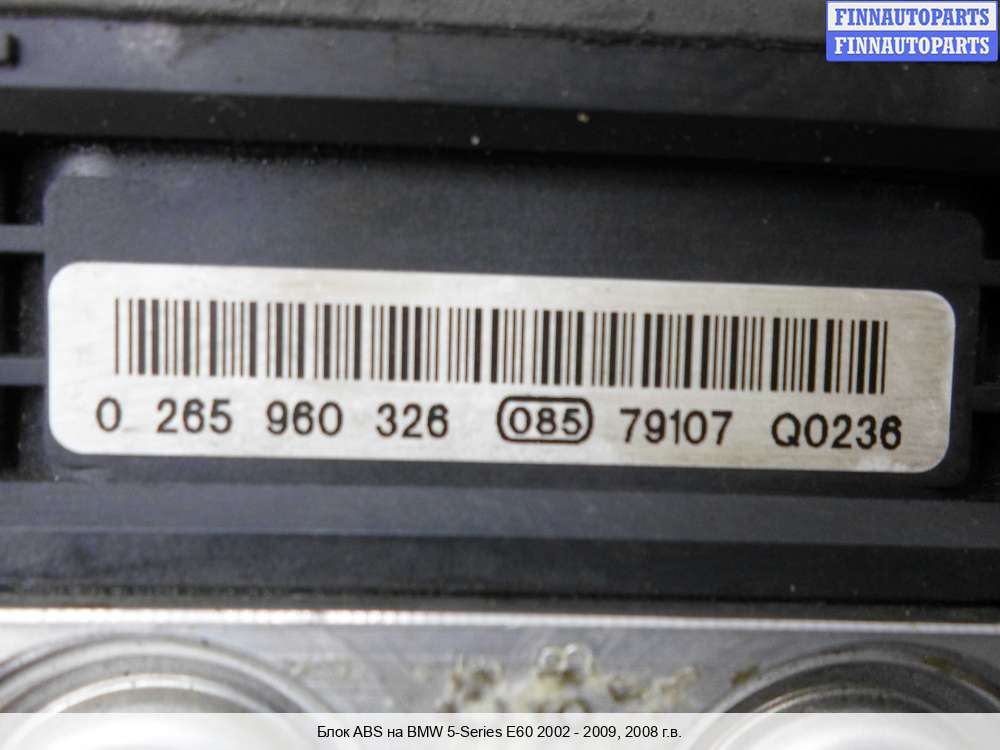 FINNAUTOPARTS
FINNAUTOPARTS
0 265 960 326 085 79107 Q0236
Блок ABS на BMW 5-Series E60 2002 - 2009, 2008 г.в.